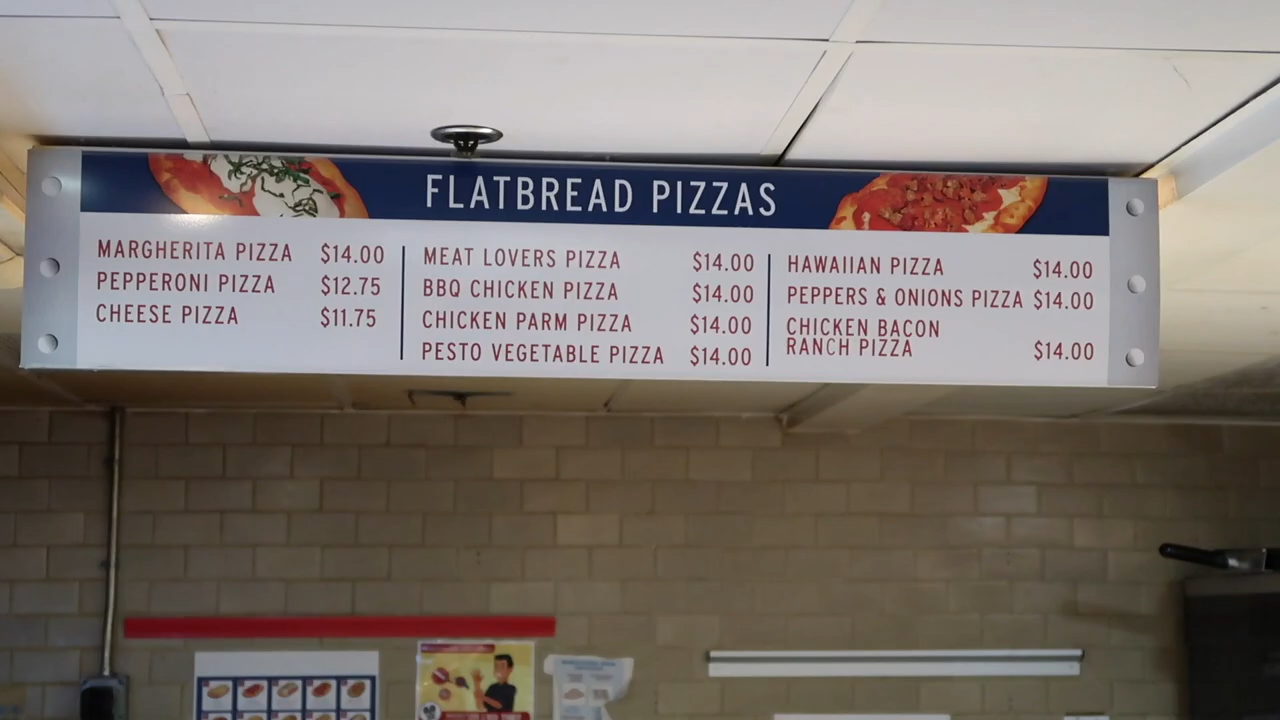 FLATBREAD PIZZAS
MARGHERITA PIZZA $14.00
PEPPERONI PIZZA $12.75
CHEESE PIZZA $11.75
MEAT LOVERS PIZZA $14.00
BBQ CHICKEN PIZZA $14.00
CHICKEN PARM PIZZA $14.00
PESTO VEGETABLE PIZZA $14.00
HAWAIIAN PIZZA $14.00
PEPPERS & ONIONS PIZZA $14.00
CHICKEN BACON
RANCH PIZZA $14.00